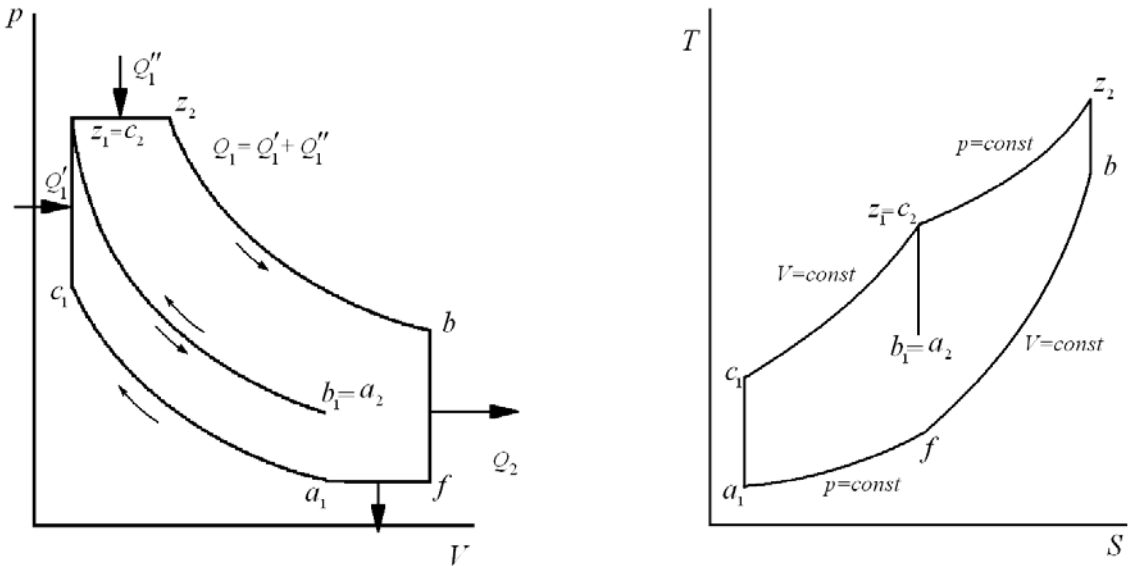 p
Q₁″
z₂
z₁=c₂
Q₁=Q₁′+Q₁″
Q₁′
c₁
b
b₁=a₂
a₁
f
Q₂
V
T
z₂
p=const
b
z₁=c₂
V=const
b₁=a₂
V=const
c₁
f
a₁
p=const
S